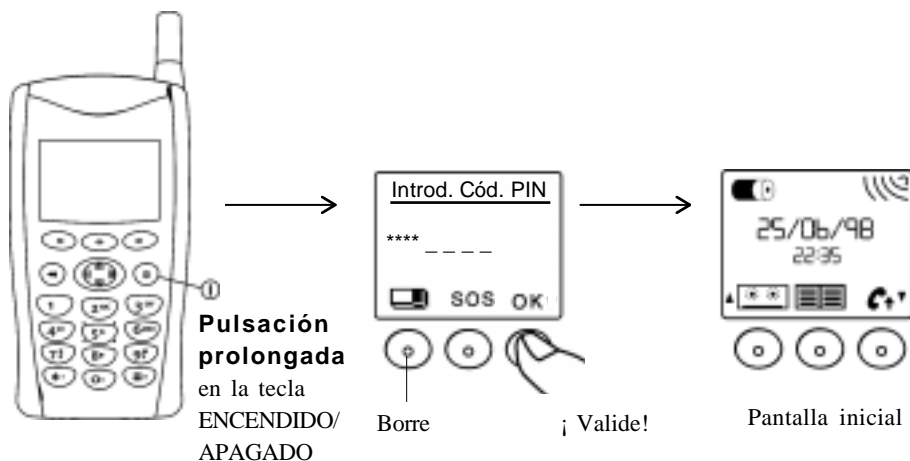 Introd. Cód. PIN
****_ _ _ _
SOS OK
25/06/98
22:35
Pulsación
prolongada
en la tecla
ENCENDIDO/
APAGADO
Borre
¡ Valide!
Pantalla inicial